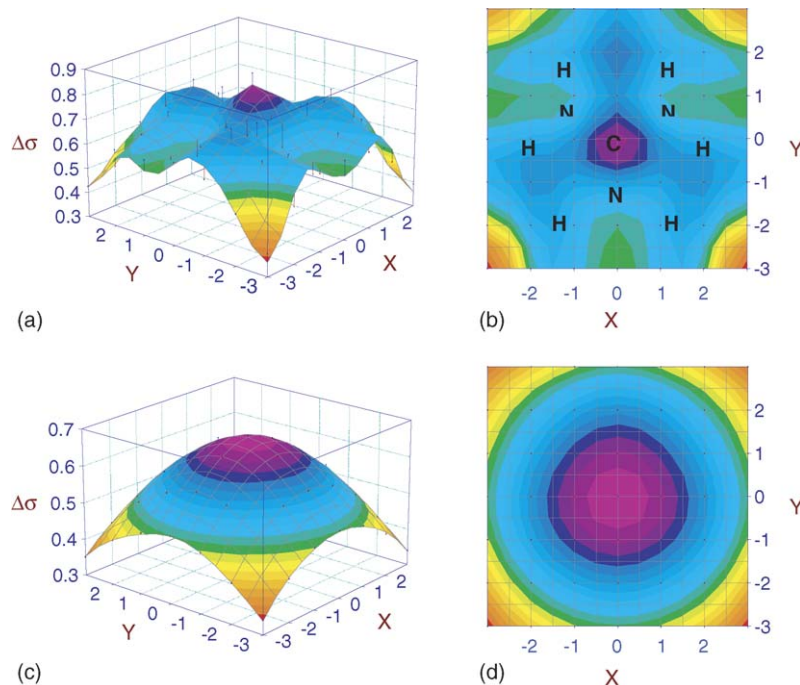 0.9
0.8
0.7
Δσ 0.6
0.5
0.4
0.3
2 1 0 -1 -2 -3
Y
-3 -2 -1 0 1 2
X
(a)
H H
N N
C
H H
N
H H
2
1
0 Y
-1
-2
-3
-2 -1 0 1 2
X
(b)
0.7
0.6
Δσ 0.5
0.4
0.3
2 1 0 -1 -2 -3
Y
-3 -2 -1 0 1 2
X
(c)
2
1
0 Y
-1
-2
-3
-2 -1 0 1 2
X
(d)